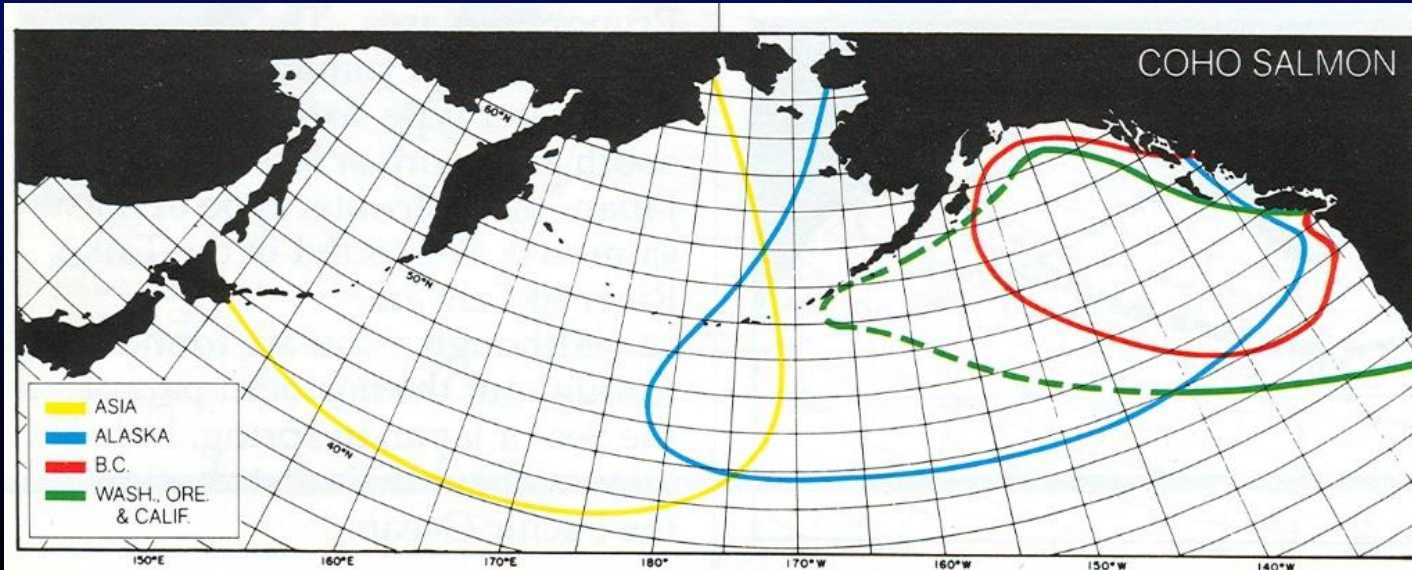 COHO SALMON
60°N
50°N
40°N
ASIA
ALASKA
B.C.
WASH., ORE.
& CALIF.
150°E
160°E
170°E
180°
170°W
160°W
150°W
140°W